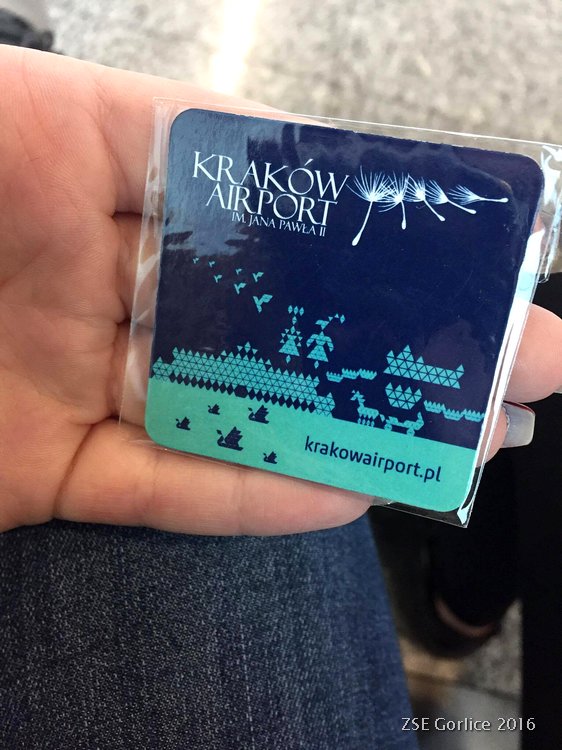 KRAKÓW
AIRPORT
IM. JANA PAWŁA II
krakowairport.pl
ZSE Gorlice 2016